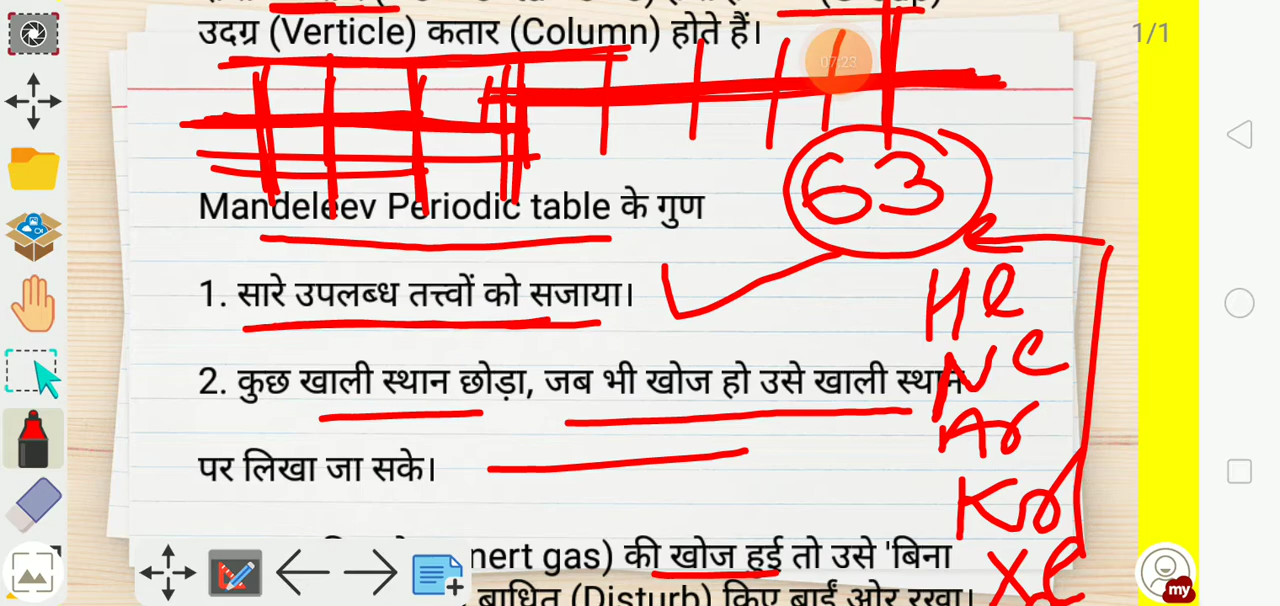 उदग्र (Verticle) कतार (Column) होते हैं।
1/1
07:23
63
Mandeleev Periodic table के गुण
1. सारे उपलब्ध तत्त्वों को सजाया।
He
Ne
2. कुछ खाली स्थान छोड़ा, जब भी खोज हो उसे खाली स्थान
Ar
पर लिखा जा सके।
Kr
nert gas) की खोज हुई तो उसे 'बिना
Xe
बाधित (Disturb) किए बाईं ओर रखा।
my